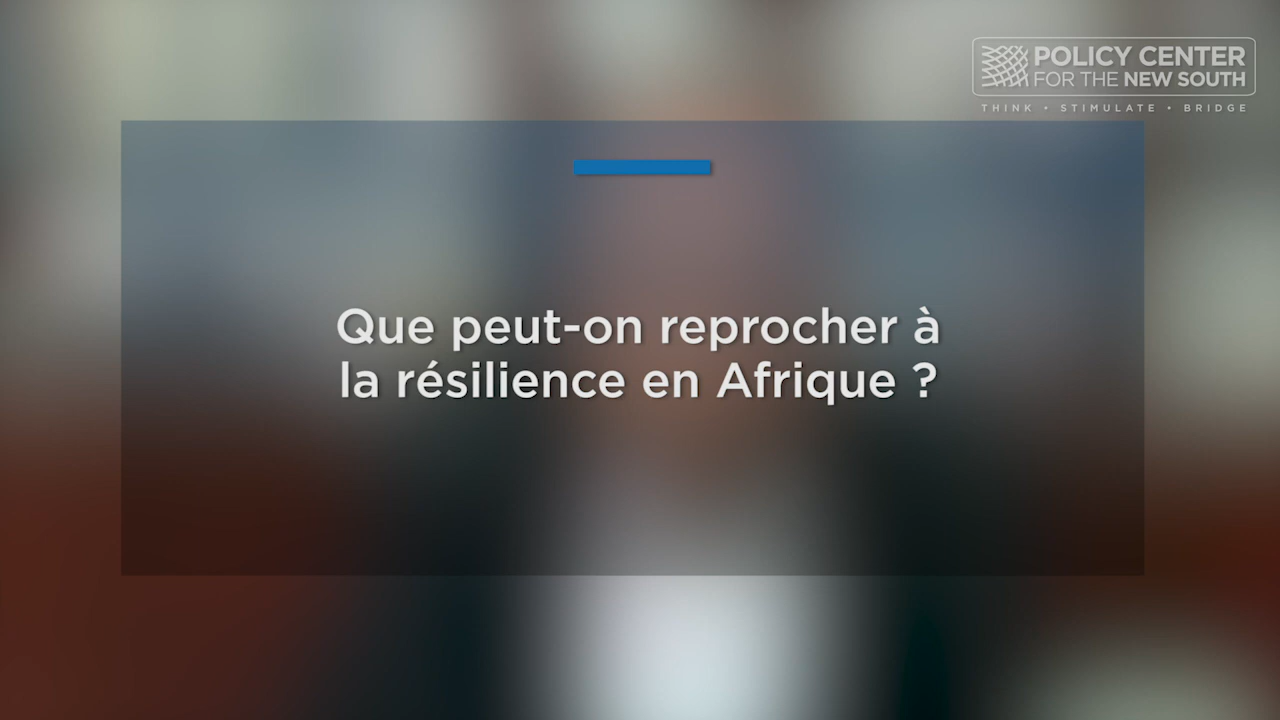 POLICY CENTER
FOR THE NEW SOUTH
THINK • STIMULATE • BRIDGE
Que peut-on reprocher à
la résilience en Afrique ?